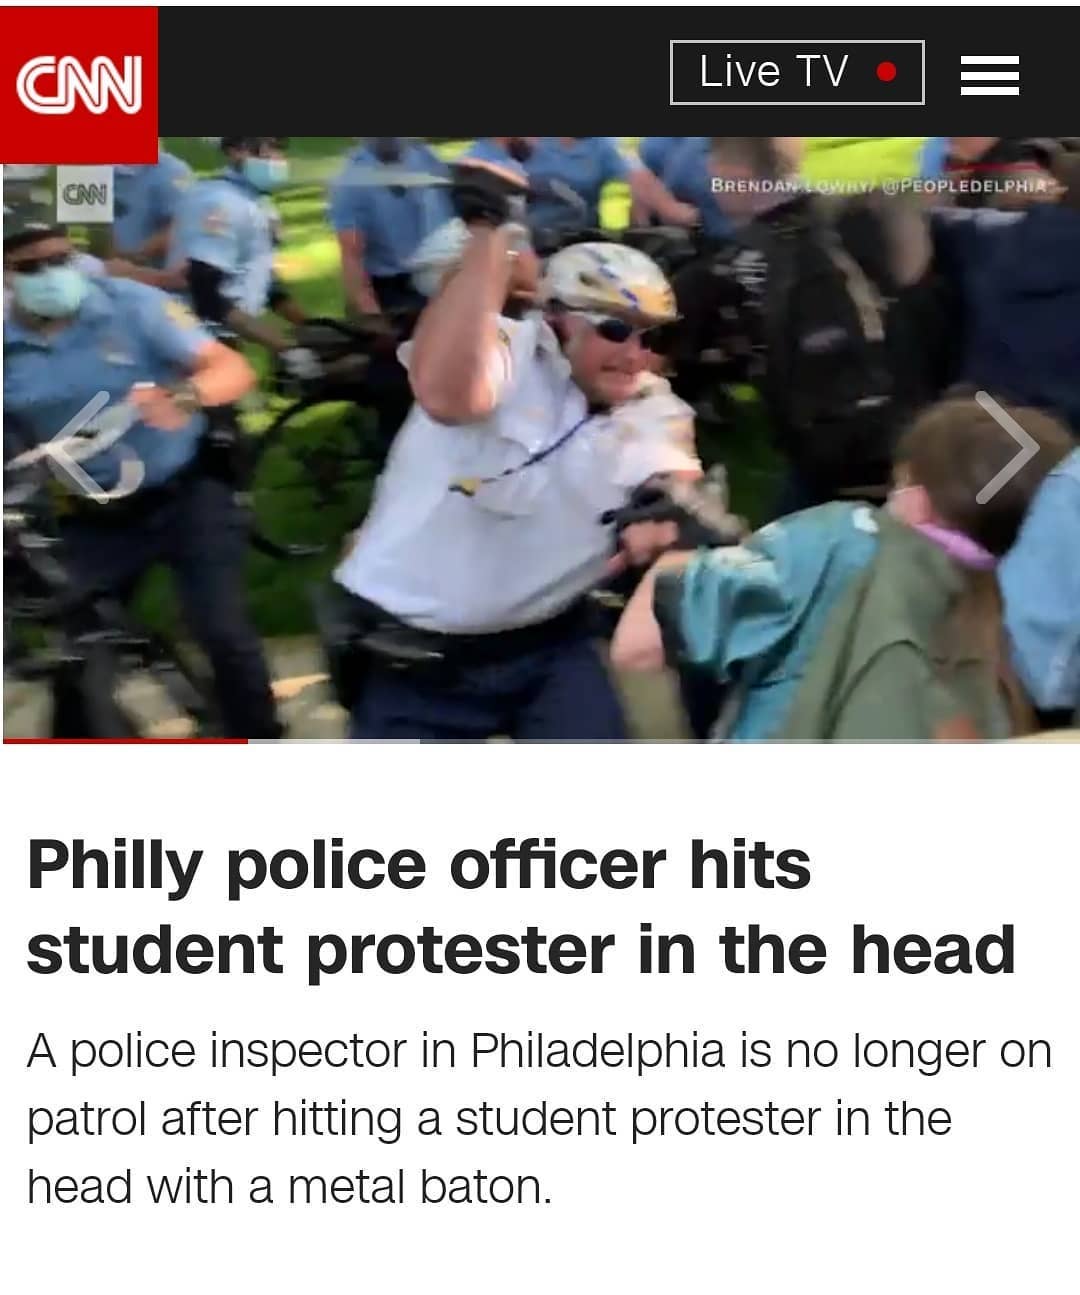 CNN
Live TV
CNN
BRENDAN LOWRY/ @PEOPLEDELPHIA
Philly police officer hits
student protester in the head
A police inspector in Philadelphia is no longer on
patrol after hitting a student protester in the
head with a metal baton.